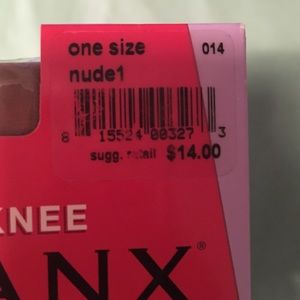 one size 014
nude1
8 15524 00327 3
sugg. retail $14.00
KNEE
ANX®